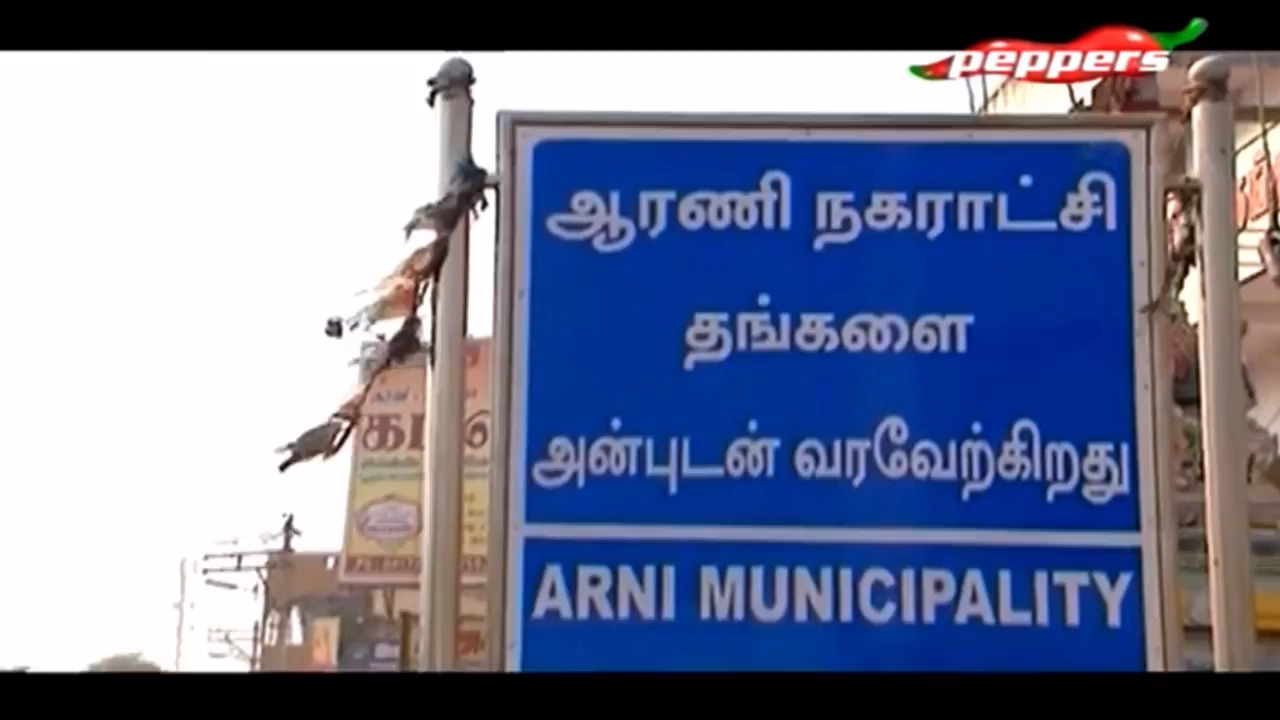 peppers
ஆரணி நகராட்சி
தங்களை
அன்புடன் வரவேற்கிறது
ARNI MUNICIPALITY